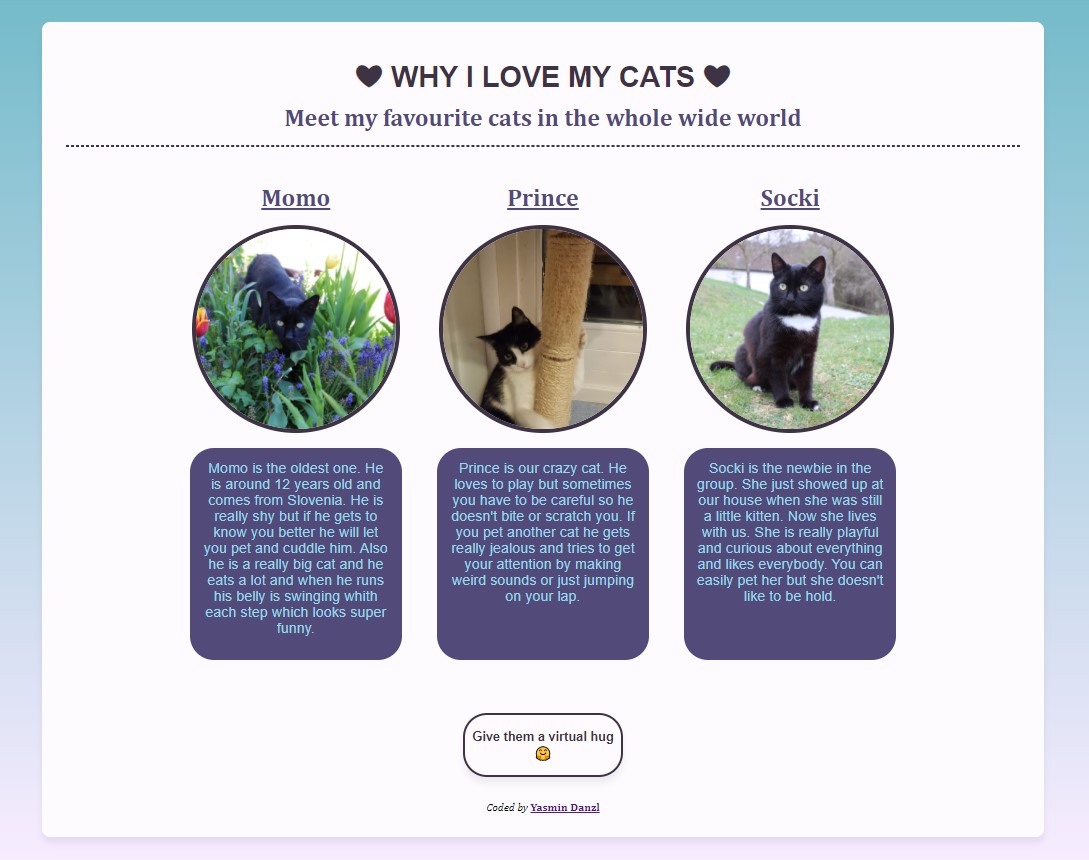 🖤 WHY I LOVE MY CATS 🖤
Meet my favourite cats in the whole wide world
Momo
Prince
Socki
Momo is the oldest one. He
is around 12 years old and
comes from Slovenia. He is
really shy but if he gets to
know you better he will let
you pet and cuddle him. Also
he is a really big cat and he
eats a lot and when he runs
his belly is swinging whith
each step which looks super
funny.
Prince is our crazy cat. He
loves to play but sometimes
you have to be careful so he
doesn't bite or scratch you. If
you pet another cat he gets
really jealous and tries to get
your attention by making
weird sounds or just jumping
on your lap.
Socki is the newbie in the
group. She just showed up at
our house when she was still
a little kitten. Now she lives
with us. She is really playful
and curious about everything
and likes everybody. You can
easily pet her but she doesn't
like to be hold.
Give them a virtual hug
🤗
Coded by Yasmin Danzl